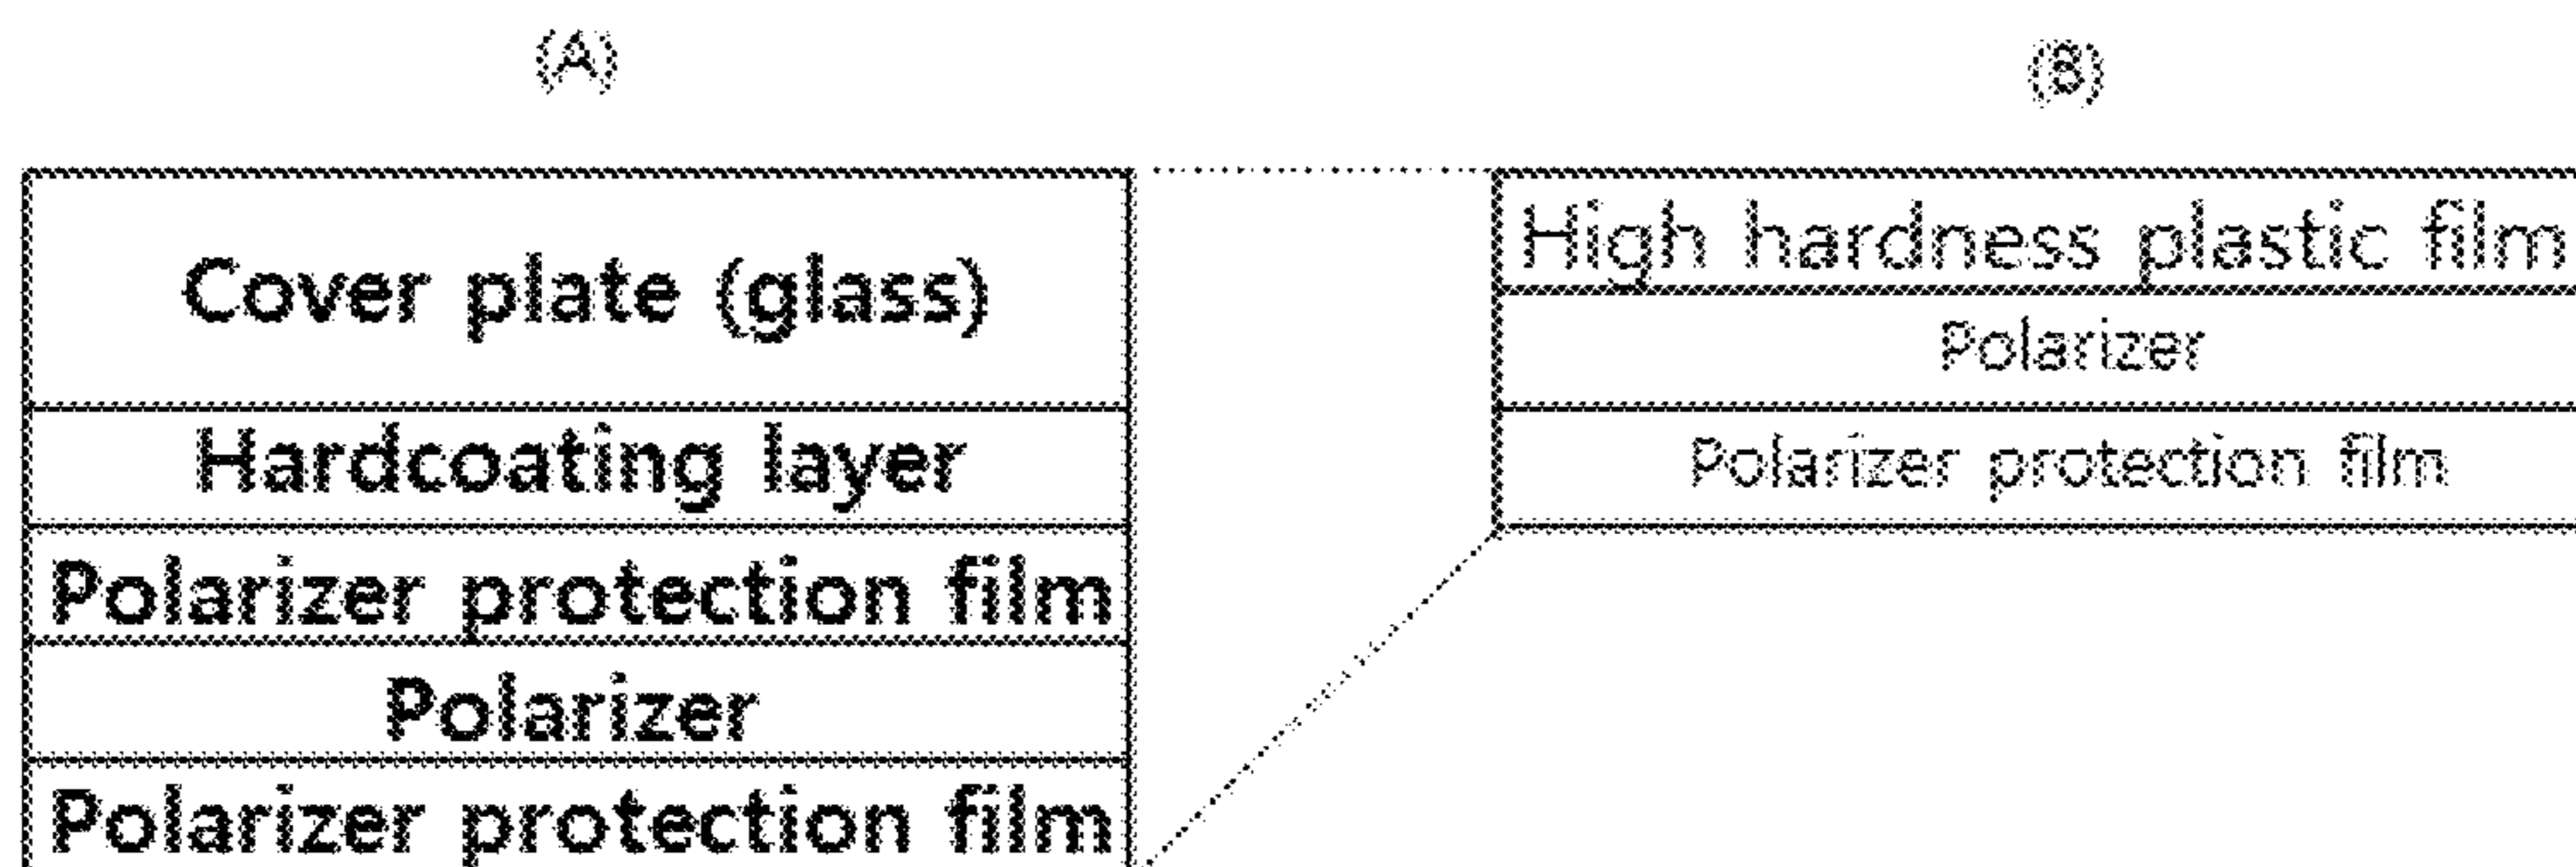 (A)
Cover plate (glass)
Hardcoating layer
Polarizer protection film
Polarizer
Polarizer protection film
(B)
High hardness plastic film
Polarizer
Polarizer protection film